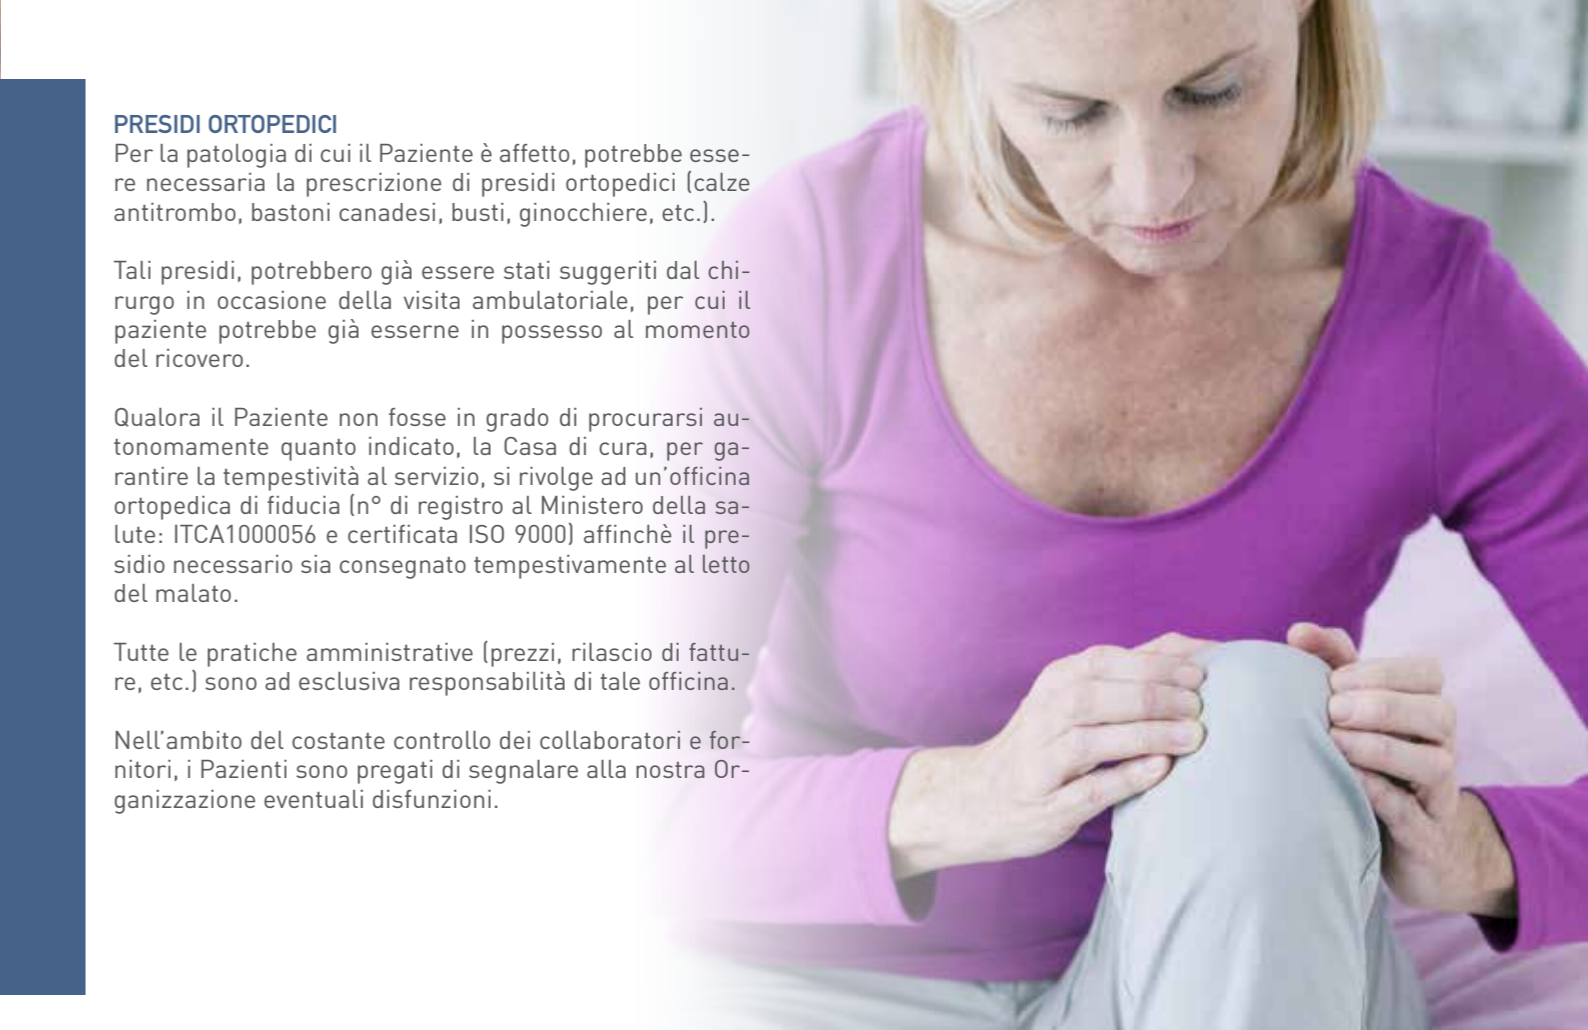 PRESIDI ORTOPEDICI
Per la patologia di cui il Paziente è affetto, potrebbe esse-
re necessaria la prescrizione di presidi ortopedici (calze
antitrombo, bastoni canadesi, busti, ginocchiere, etc.).
Tali presidi, potrebbero già essere stati suggeriti dal chi-
rurgo in occasione della visita ambulatoriale, per cui il
paziente potrebbe già esserne in possesso al momento
del ricovero.
Qualora il Paziente non fosse in grado di procurarsi au-
tonomamente quanto indicato, la Casa di cura, per ga-
rantire la tempestività al servizio, si rivolge ad un’officina
ortopedica di fiducia (n° di registro al Ministero della sa-
lute: ITCA1000056 e certificata ISO 9000) affinchè il pre-
sidio necessario sia consegnato tempestivamente al letto
del malato.
Tutte le pratiche amministrative (prezzi, rilascio di fattu-
re, etc.) sono ad esclusiva responsabilità di tale officina.
Nell’ambito del costante controllo dei collaboratori e for-
nitori, i Pazienti sono pregati di segnalare alla nostra Or-
ganizzazione eventuali disfunzioni.